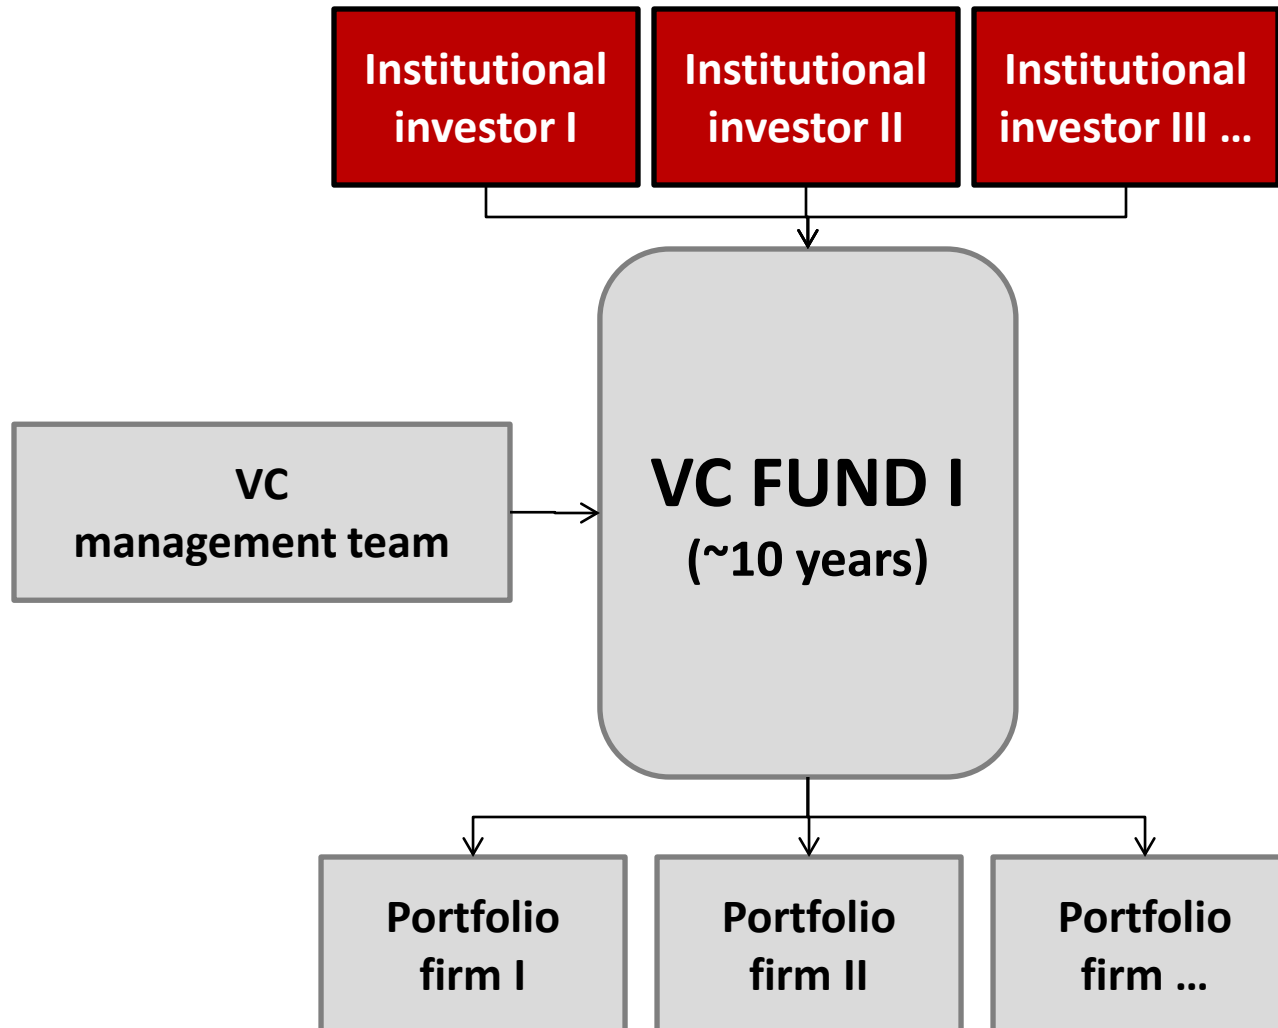 Institutional
investor I
Institutional
investor II
Institutional
investor III ...
VC
management team
VC FUND I
(~10 years)
Portfolio
firm I
Portfolio
firm II
Portfolio
firm ...